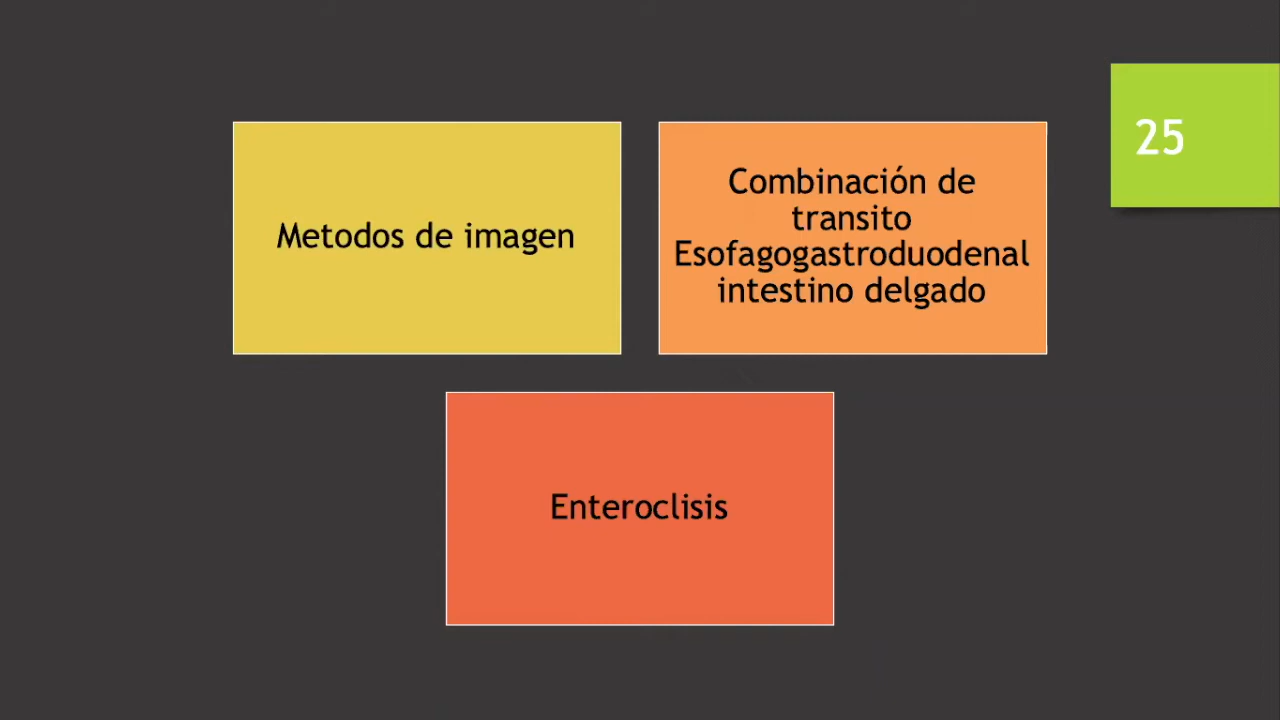 25
Metodos de imagen
Combinación de
transito
Esofagogastroduodenal
intestino delgado
Enteroclisis